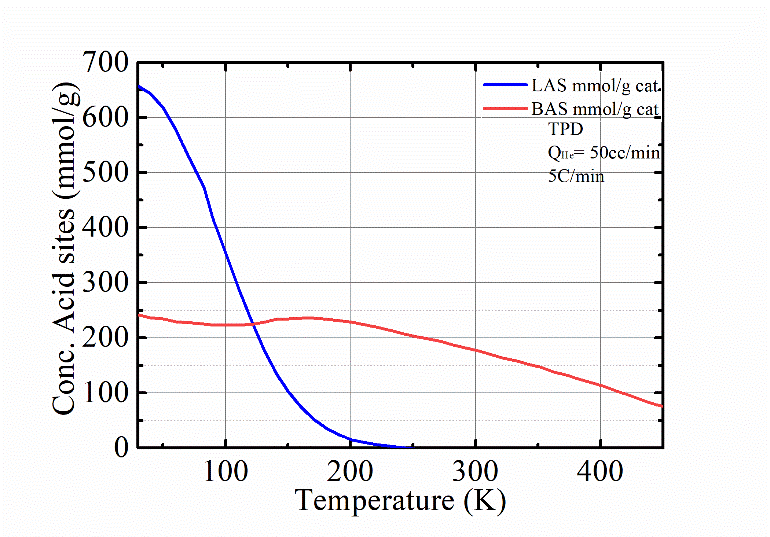 700
600
500
400
300
200
100
0
Conc. Acid sites (mmol/g)
LAS mmol/g cat.
BAS mmol/g cat
TPD
QHe= 50cc/min
5C/min
100 200 300 400
Temperature (K)